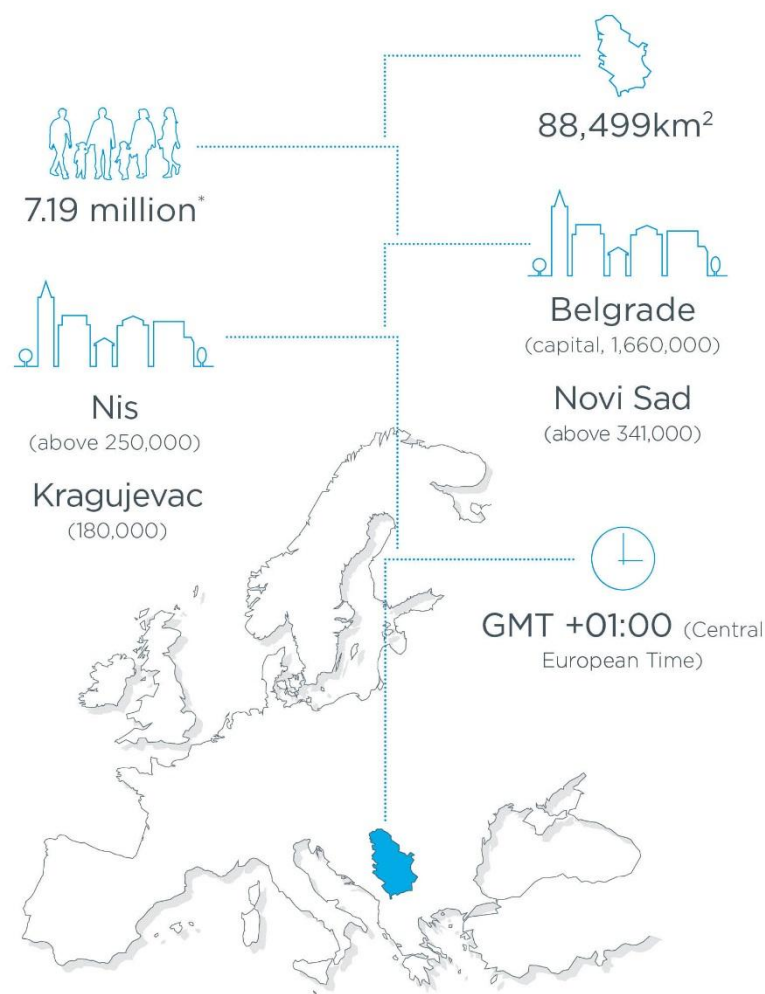 88,499km²
7.19 million*
Belgrade
(capital, 1,660,000)
Novi Sad
(above 341,000)
Nis
(above 250,000)
Kragujevac
(180,000)
GMT +01:00 (Central
European Time)